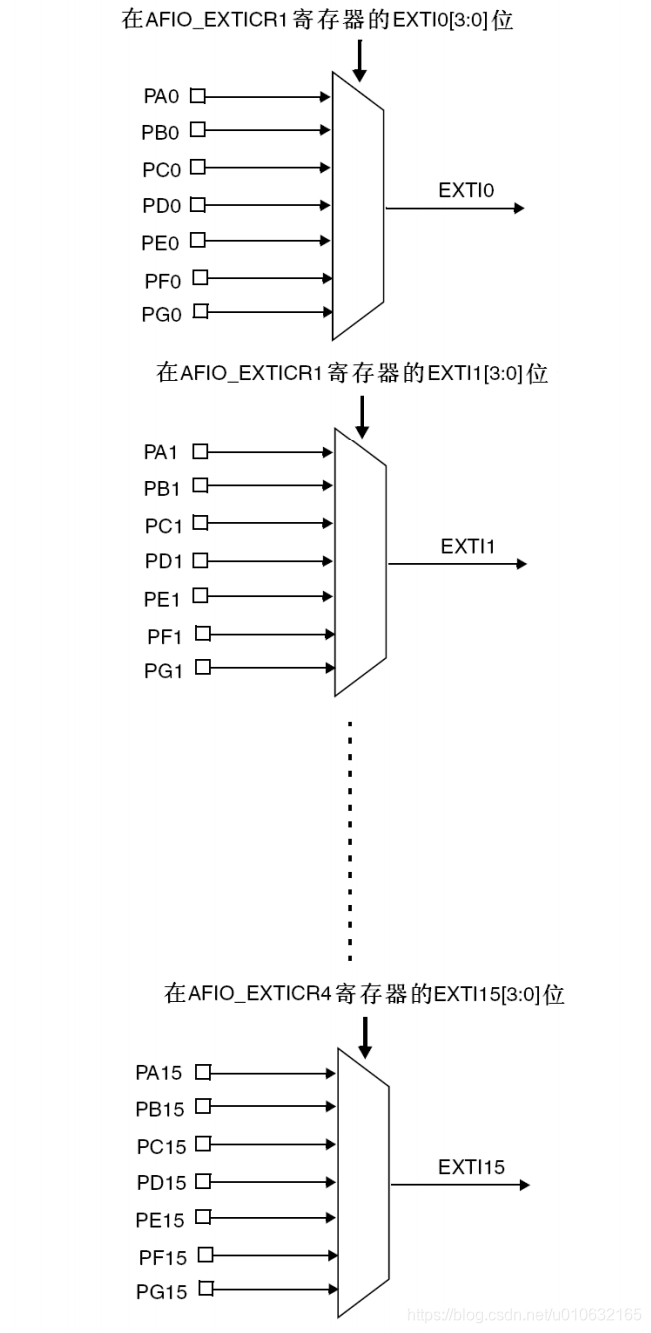 在AFIO_EXTICR1寄存器的EXTI0[3:0]位
PA0
PB0
PC0
EXTI0
PD0
PE0
PF0
PG0
在AFIO_EXTICR1寄存器的EXTI1[3:0]位
PA1
PB1
PC1
EXTI1
PD1
PE1
PF1
PG1
在AFIO_EXTICR4寄存器的EXTI15[3:0]位
PA15
PB15
PC15
EXTI15
PD15
PE15
PF15
PG15
https://blog.csdn.net/u010632165